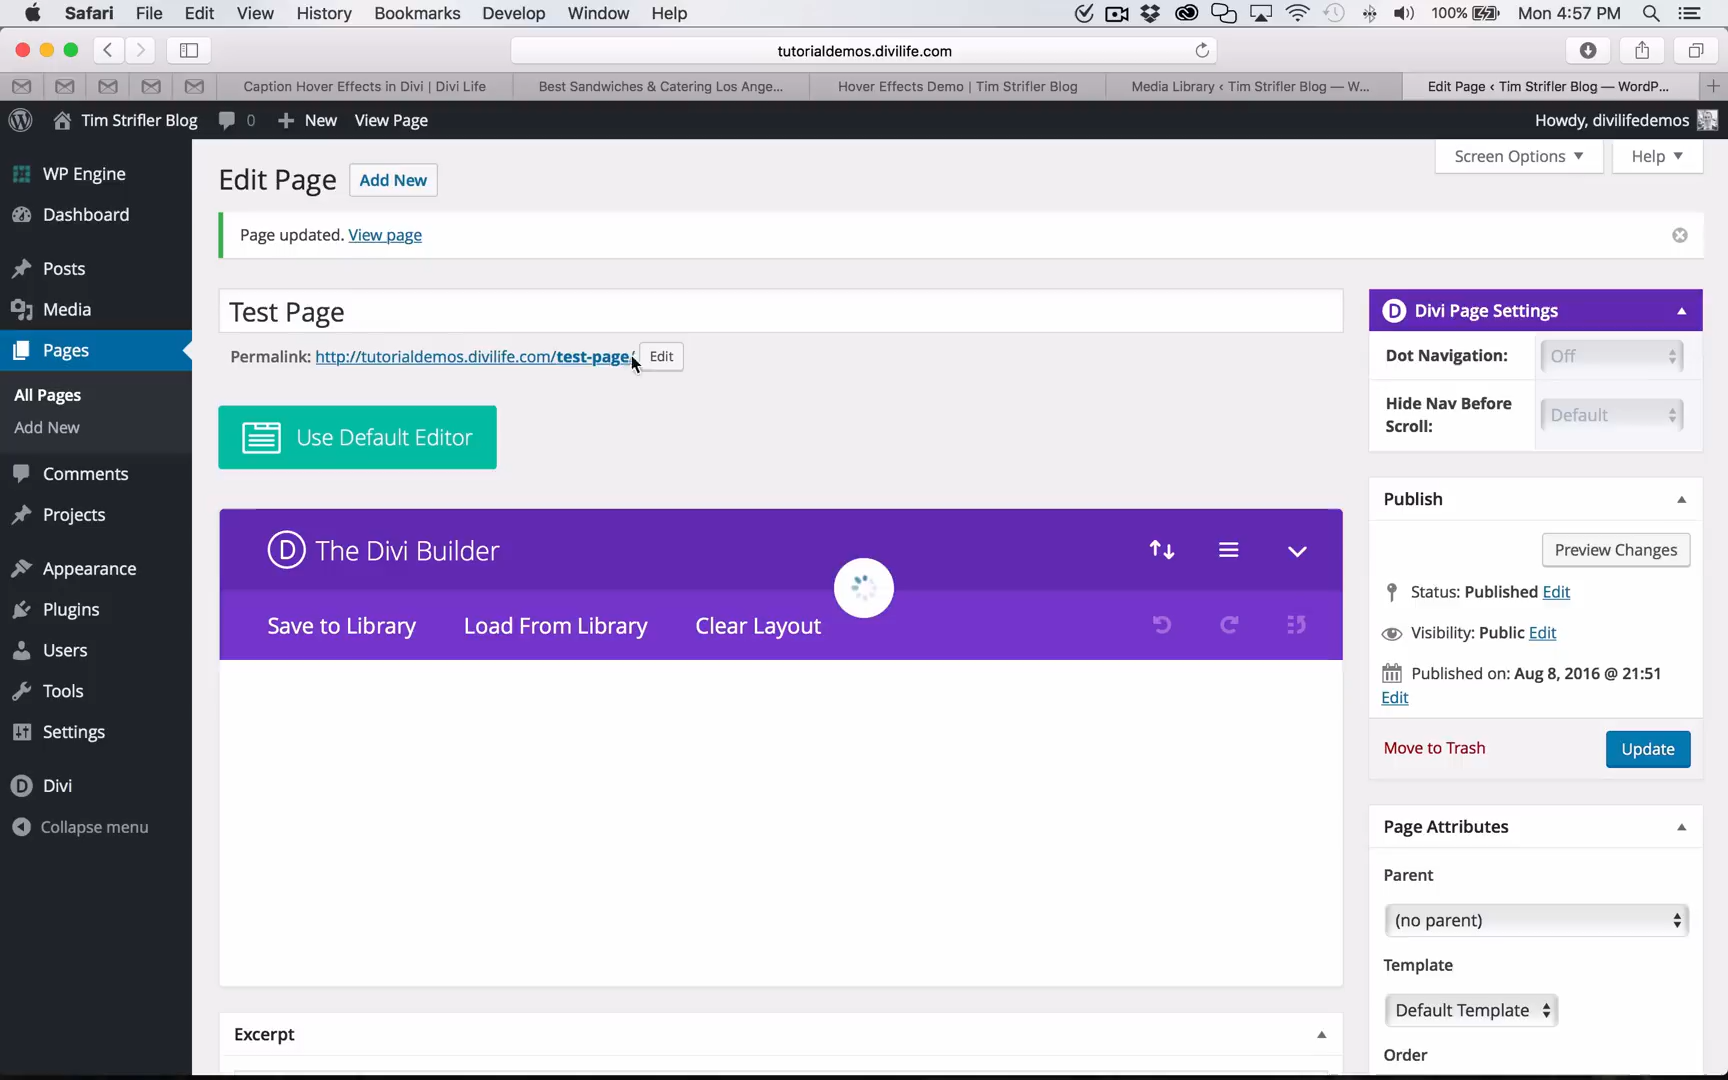 Safari File Edit View History Bookmarks Develop Window Help 100% Mon 4:57 PM
tutorialdemos.divilife.com
Caption Hover Effects in Divi | Divi Life Best Sandwiches & Catering Los Ange... Hover Effects Demo | Tim Strifler Blog Media Library ‹ Tim Strifler Blog — W... Edit Page ‹ Tim Strifler Blog — WordP...
Tim Strifler Blog 0 New View Page Howdy, divilifedemos
Screen Options Help
WP Engine
Dashboard
Posts
Media
Pages
All Pages
Add New
Comments
Projects
Appearance
Plugins
Users
Tools
Settings
Divi
Collapse menu
Edit Page Add New
Page updated. View page
Test Page
Permalink: http://tutorialdemos.divilife.com/test-page/ Edit
Use Default Editor
The Divi Builder
Save to Library Load From Library Clear Layout
Excerpt
Divi Page Settings
Dot Navigation: Off
Hide Nav Before
Scroll:
Default
Publish
Preview Changes
Status: Published Edit
Visibility: Public Edit
Published on: Aug 8, 2016 @ 21:51
Edit
Move to Trash Update
Page Attributes
Parent
(no parent)
Template
Default Template
Order